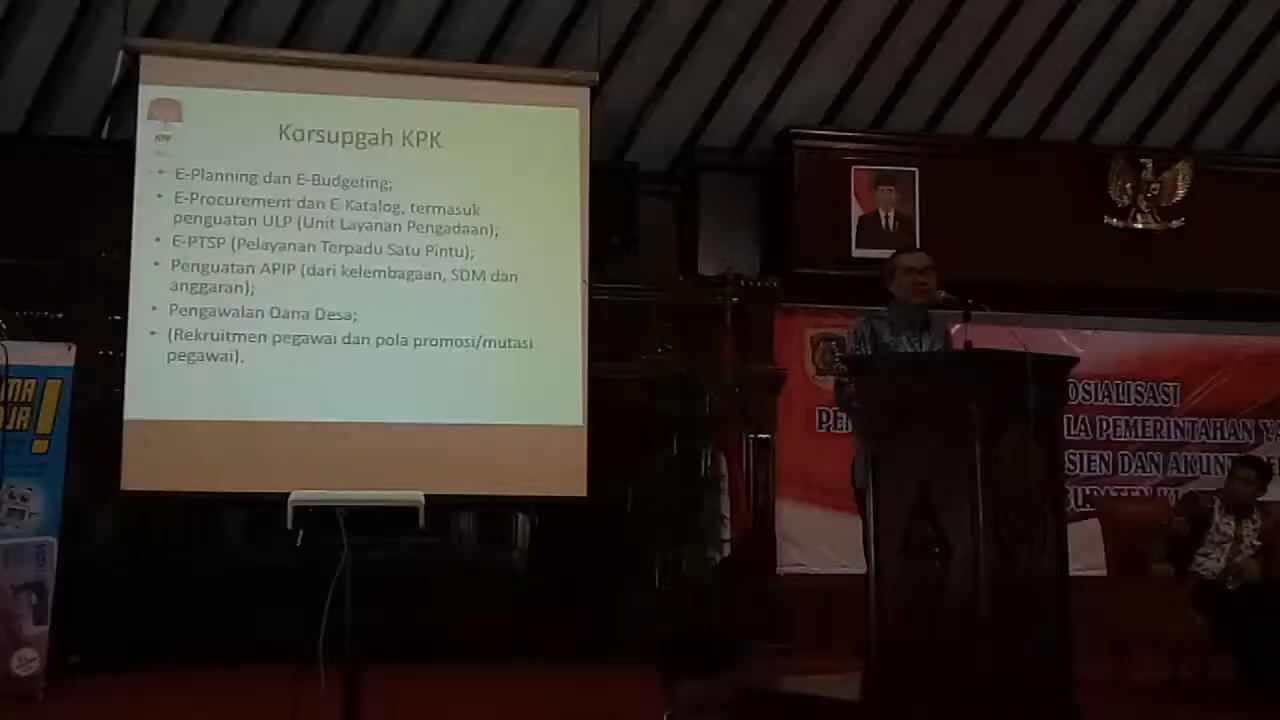 KPK
Korsupgah KPK
• E-Planning dan E-Budgeting;
• E-Procurement dan E-Katalog, termasuk
penguatan ULP (Unit Layanan Pengadaan);
• E-PTSP (Pelayanan Terpadu Satu Pintu);
• Penguatan APIP (dari kelembagaan, SDM dan
anggaran);
• Pengawalan Dana Desa;
• (Rekruitmen pegawai dan pola promosi/mutasi
pegawai).
OSIALISASI
PE LA PEMERINTAHAN Y
SIEN DAN AKUN